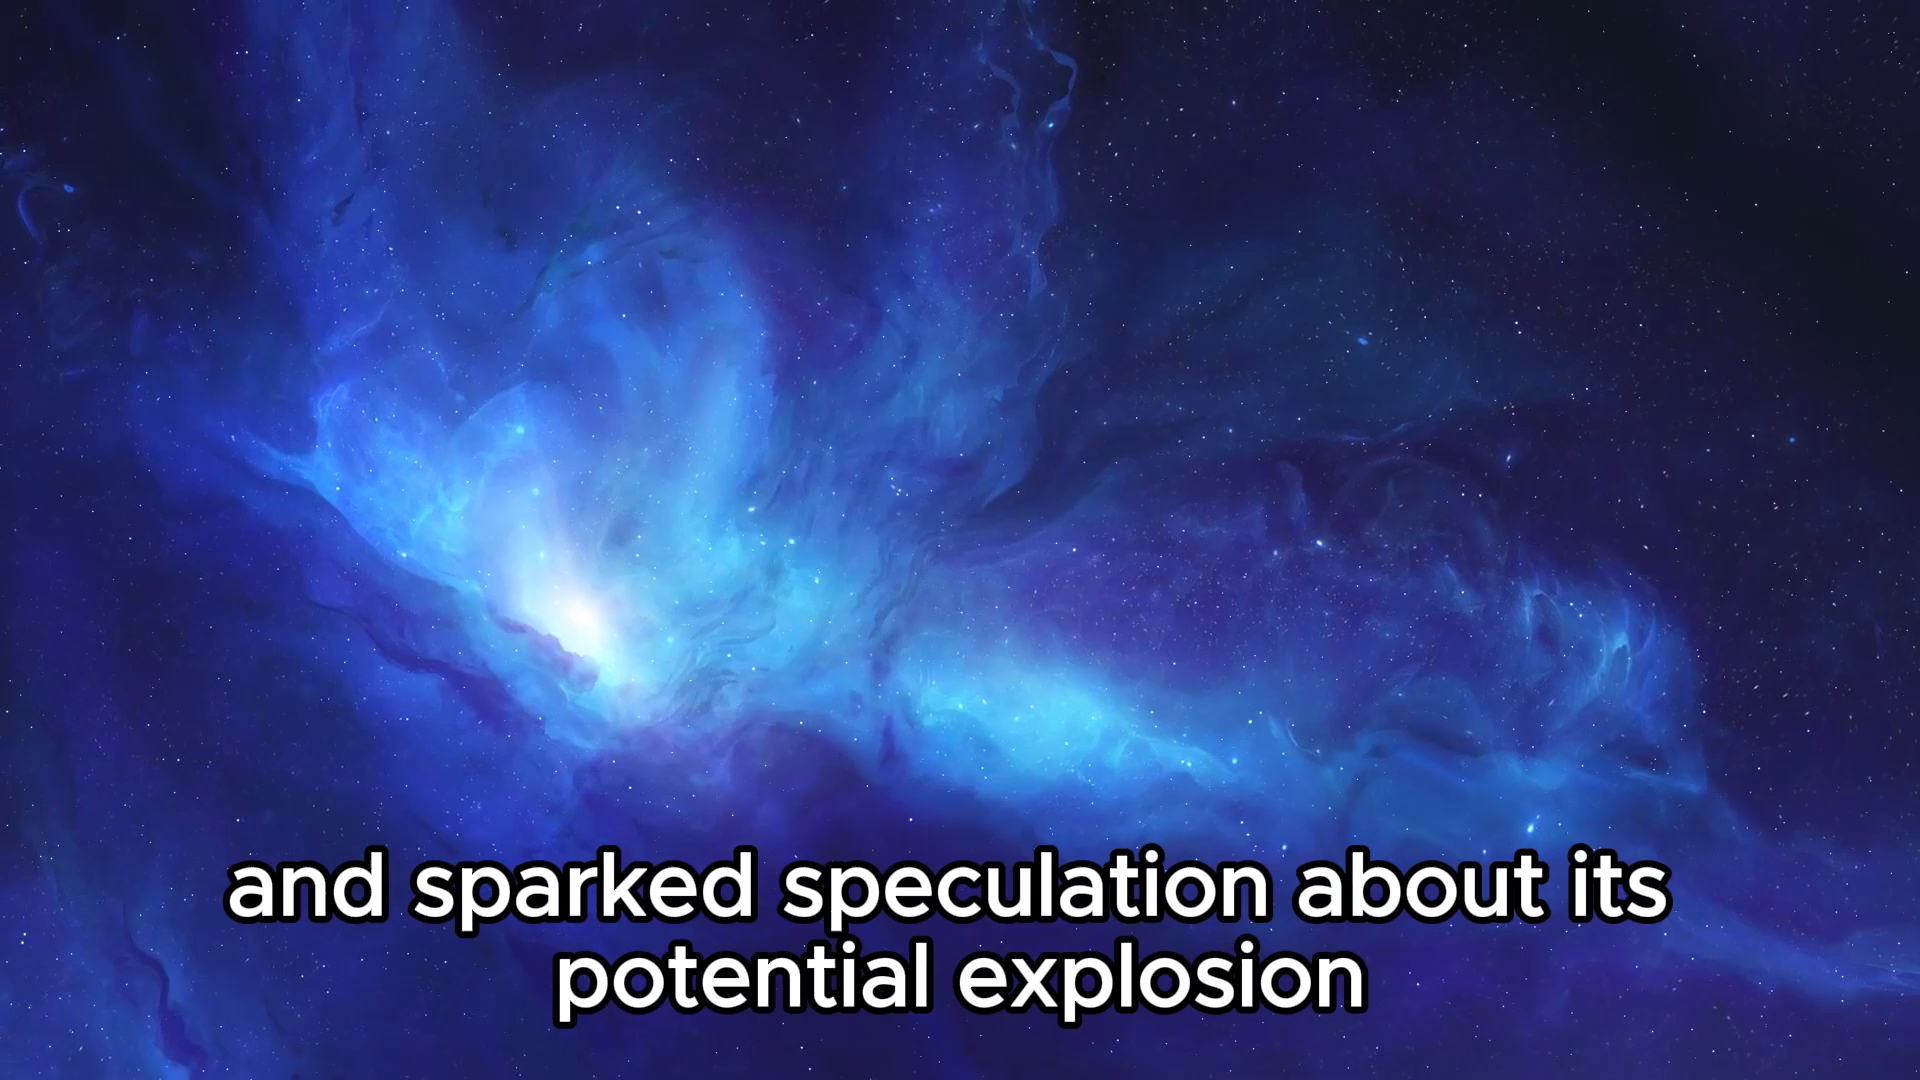 and sparked speculation about its
potential explosion